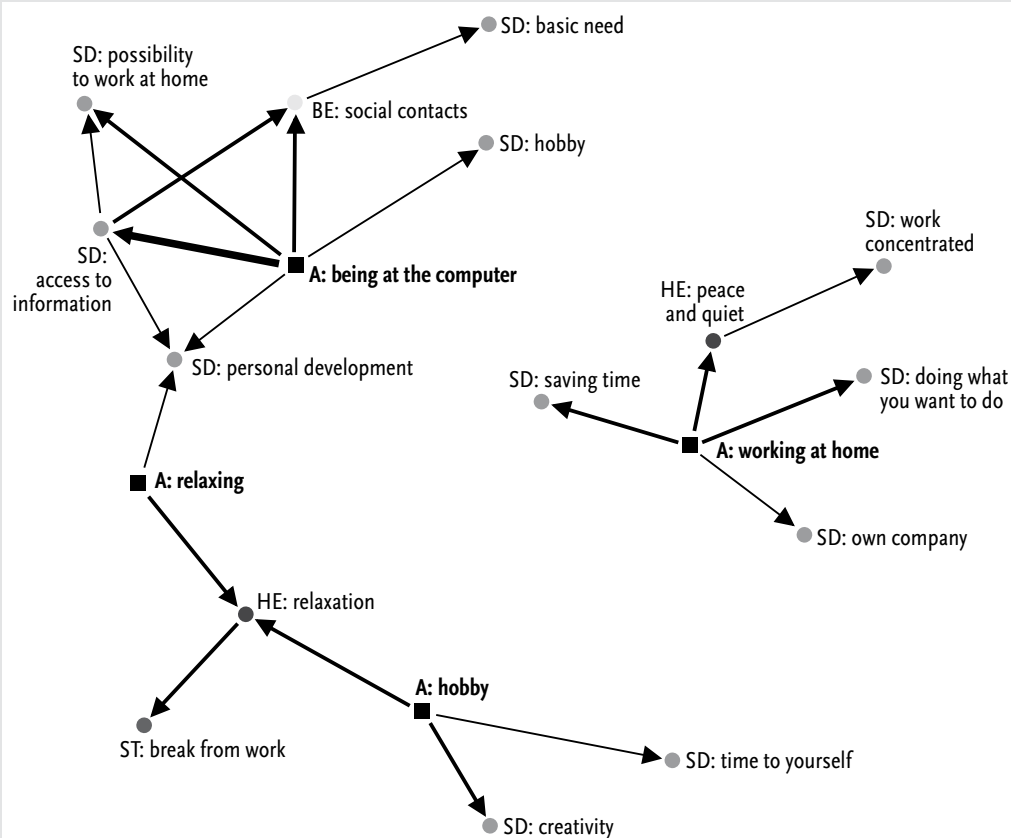 SD: basic need
SD: possibility
to work at home
BE: social contacts
SD: hobby
SD: work
concentrated
SD:
access to
information
A: being at the computer
HE: peace
and quiet
SD: personal development
SD: saving time
SD: doing what
you want to do
A: working at home
A: relaxing
SD: own company
HE: relaxation
A: hobby
ST: break from work
SD: time to yourself
SD: creativity